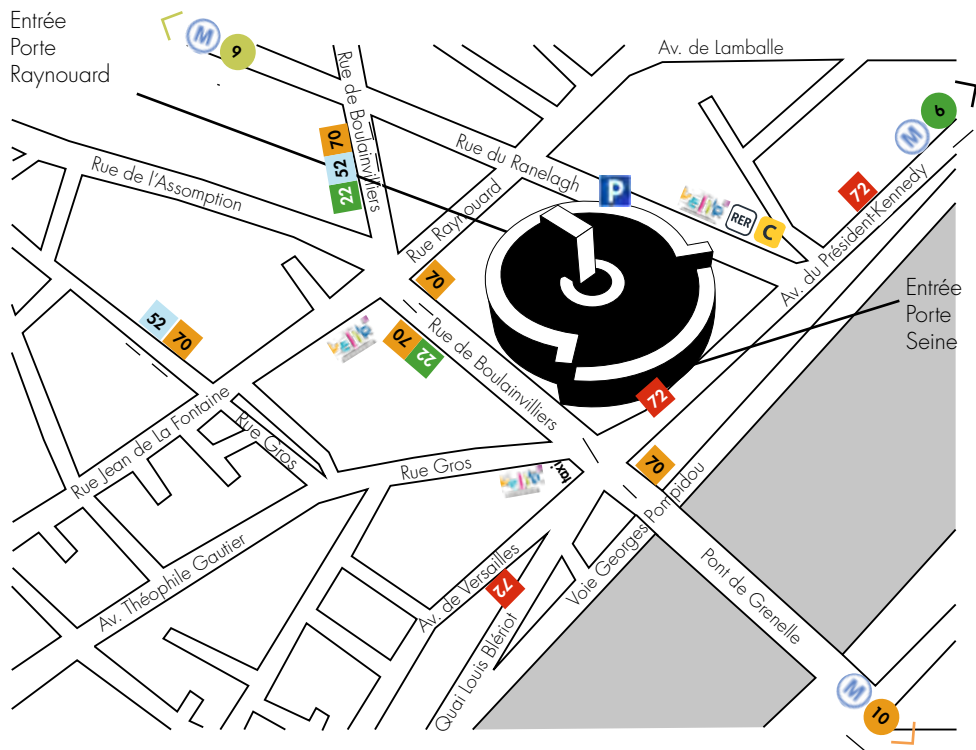 Entrée
Porte
Raynouard
M
9
Av. de Lamballe
6
M
Rue de Boulainvilliers
70
52
22
Rue du Ranelagh
Rue de l'Assomption
P
72
velib'
RER
C
Av. du Président-Kennedy
Rue Raynouard
70
Entrée
Porte
Seine
52
70
velib'
70
22
Rue de Boulainvilliers
72
Rue Jean de La Fontaine
Rue Gros
Rue Gros
velib'
taxi
70
Voie Georges Pompidou
Pont de Grenelle
Av. Théophile Gautier
Av. de Versailles
72
Quai Louis Blériot
M
10